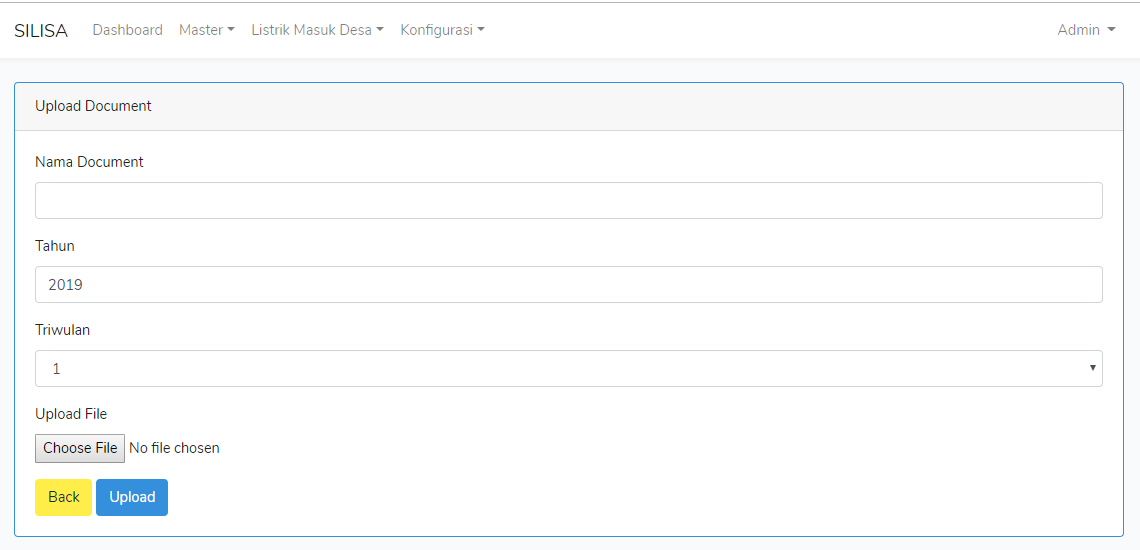 SILISA Dashboard Master Listrik Masuk Desa Konfigurasi Admin
Upload Document
Nama Document
Tahun
2019
Triwulan
1
Upload File
Choose File No file chosen
Back Upload